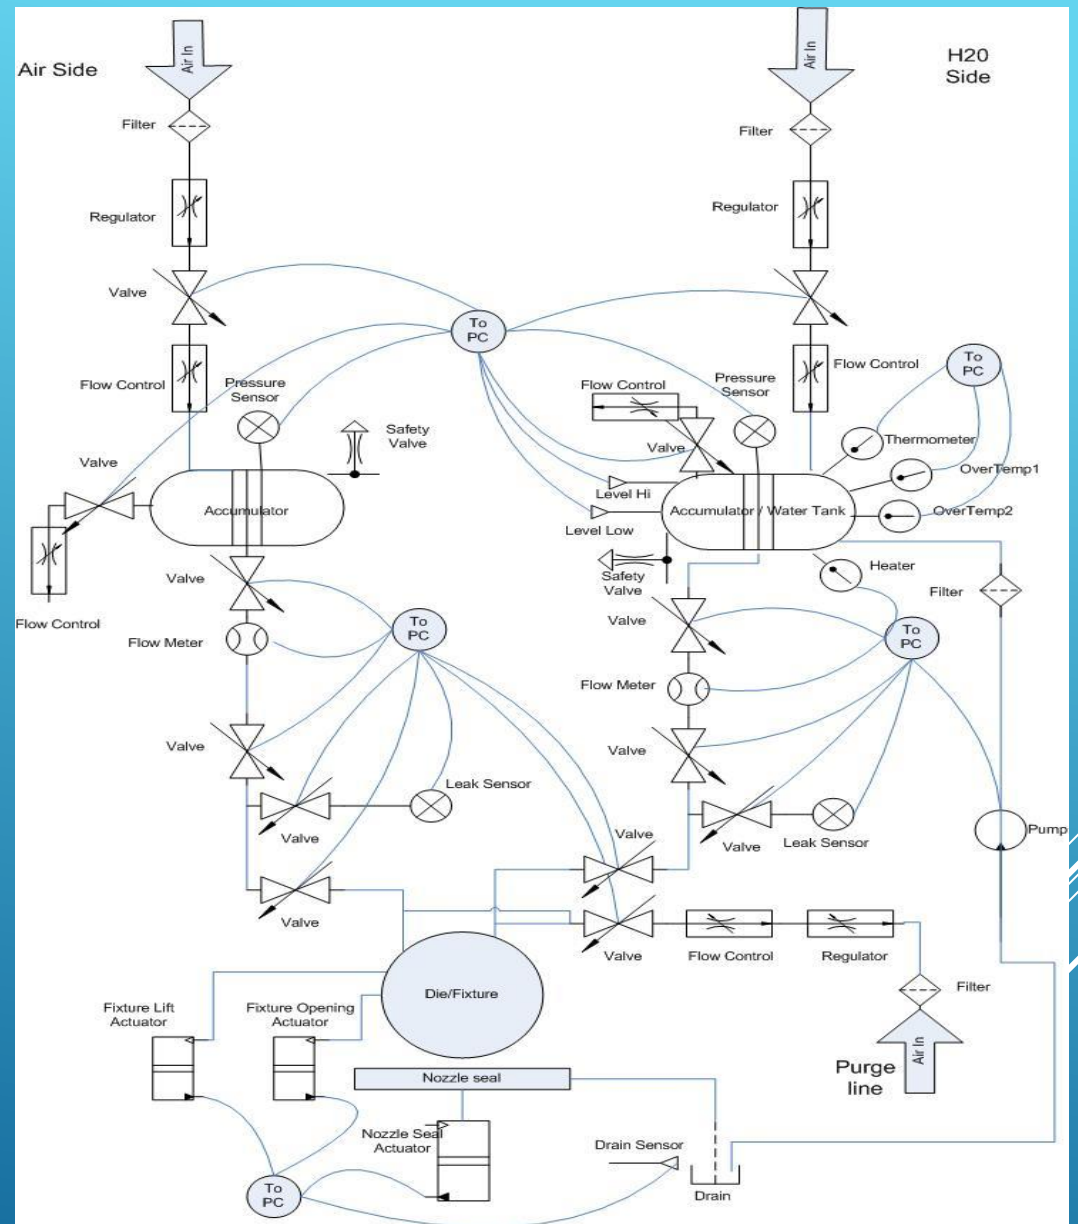 Air Side
Air In
Air In
H20
Side
Filter
Filter
Regulator
Regulator
Valve
To
PC
Flow Control
Pressure
Sensor
Flow Control
Pressure
Sensor
Flow Control
To
PC
Safety
Valve
Valve
Thermometer
Valve
OverTemp1
Level Hi
Accumulator
Accumulator / Water Tank
OverTemp2
Level Low
Valve
Safety
Valve
Heater
Filter
Flow Control
Flow Meter
To
PC
Valve
To
PC
Flow Meter
Valve
Valve
Leak Sensor
Valve
Valve
Valve
Leak Sensor
Pump
Valve
Valve
Flow Control
Regulator
Filter
Die/Fixture
Fixture Lift
Actuator
Fixture Opening
Actuator
Air In
Purge
line
Nozzle seal
Nozzle Seal
Actuator
Drain Sensor
To
PC
Drain